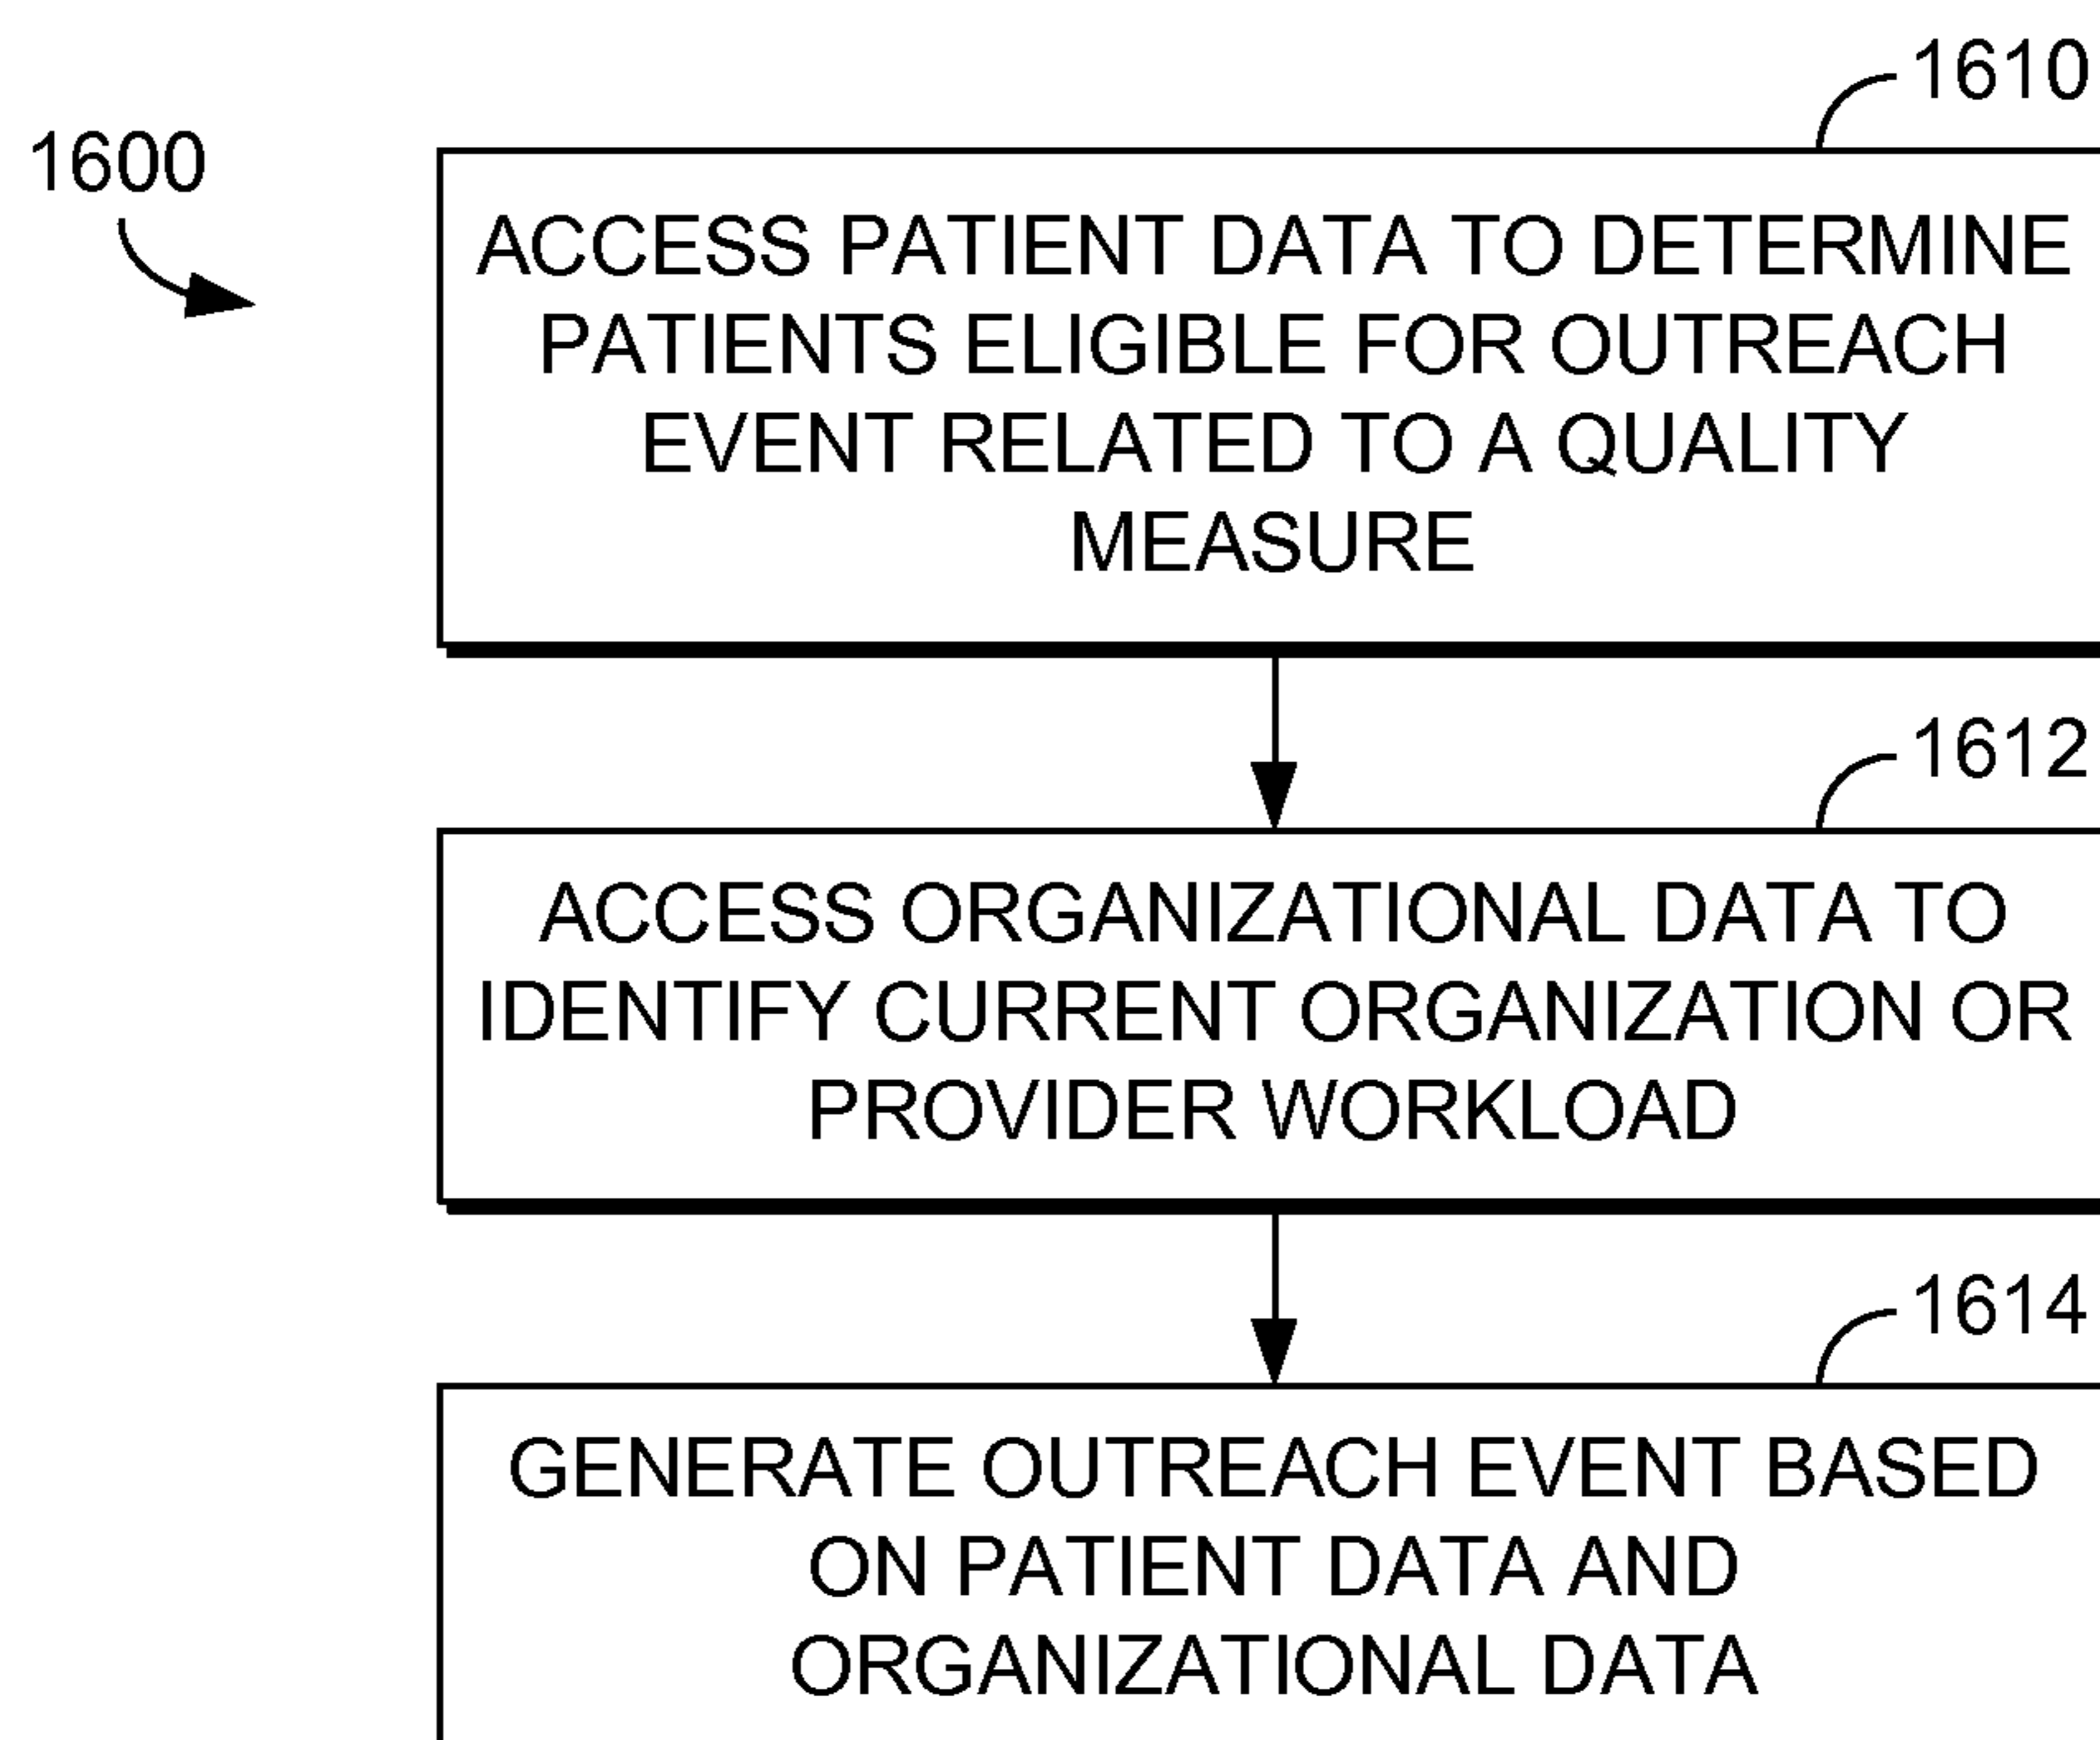 1600
1610
ACCESS PATIENT DATA TO DETERMINE
PATIENTS ELIGIBLE FOR OUTREACH
EVENT RELATED TO A QUALITY
MEASURE
1612
ACCESS ORGANIZATIONAL DATA TO
IDENTIFY CURRENT ORGANIZATION OR
PROVIDER WORKLOAD
1614
GENERATE OUTREACH EVENT BASED
ON PATIENT DATA AND
ORGANIZATIONAL DATA